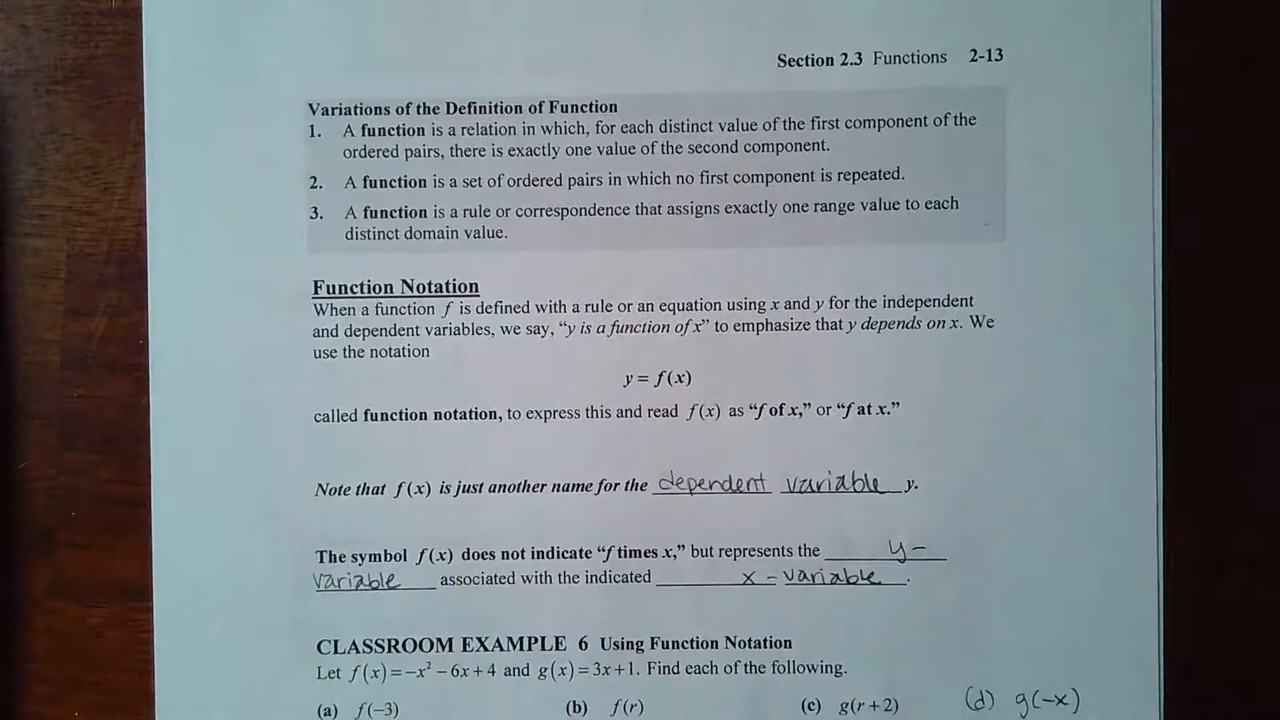 Section 2.3 Functions 2-13
Variations of the Definition of Function
1. A function is a relation in which, for each distinct value of the first component of the
ordered pairs, there is exactly one value of the second component.
2. A function is a set of ordered pairs in which no first component is repeated.
3. A function is a rule or correspondence that assigns exactly one range value to each
distinct domain value.
Function Notation
When a function f is defined with a rule or an equation using x and y for the independent
and dependent variables, we say, “y is a function of x” to emphasize that y depends on x. We
use the notation
y = f(x)
called function notation, to express this and read f(x) as “f of x,” or “f at x.”
Note that f(x) is just another name for the dependent variable y.
The symbol f(x) does not indicate “f times x,” but represents the y-
variable associated with the indicated x-variable.
CLASSROOM EXAMPLE 6 Using Function Notation
Let f(x) = −x² − 6x + 4 and g(x) = 3x + 1. Find each of the following.
(a) f(−3) (b) f(r) (c) g(r + 2) (d) g(-x)